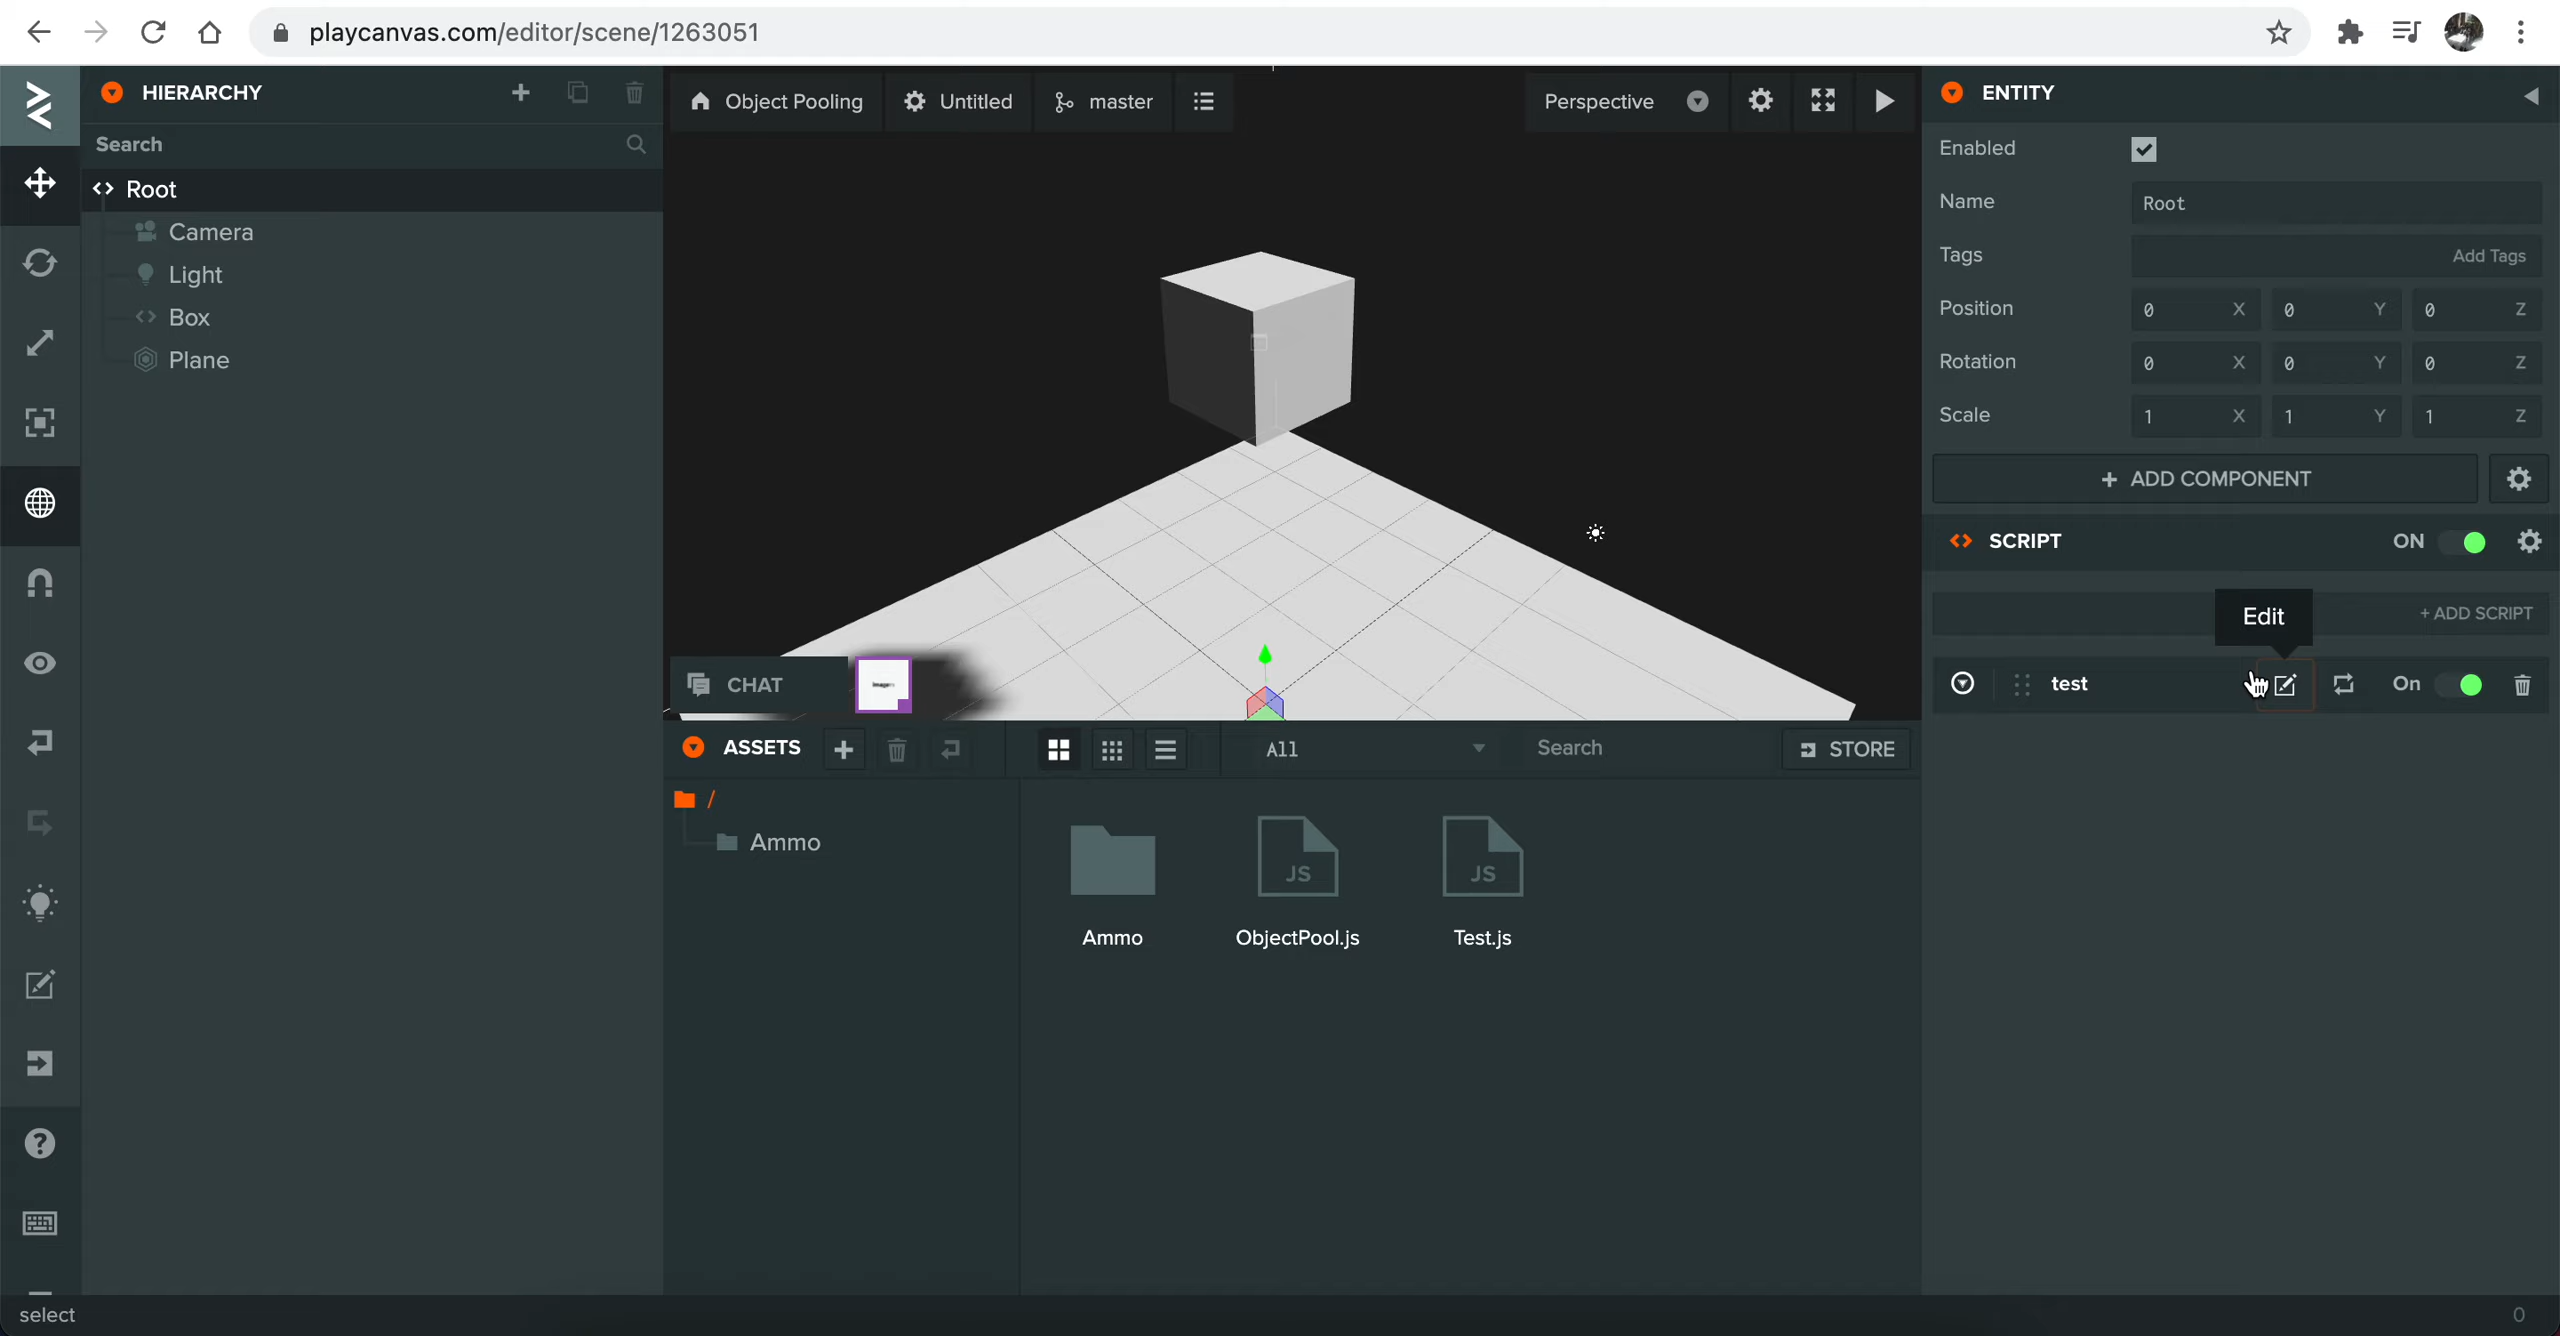 playcanvas.com/editor/scene/1263051
HIERARCHY
Search
Root
Camera
Light
Box
Plane
Object Pooling
Untitled
master
Perspective
CHAT
ASSETS
All
Search
STORE
/
Ammo
Ammo
JS
ObjectPool.js
JS
Test.js
ENTITY
Enabled
Name
Root
Tags
Add Tags
Position
0 X 0 Y 0 Z
Rotation
0 X 0 Y 0 Z
Scale
1 X 1 Y 1 Z
+ ADD COMPONENT
SCRIPT
ON
Edit
+ ADD SCRIPT
test
On
select
0